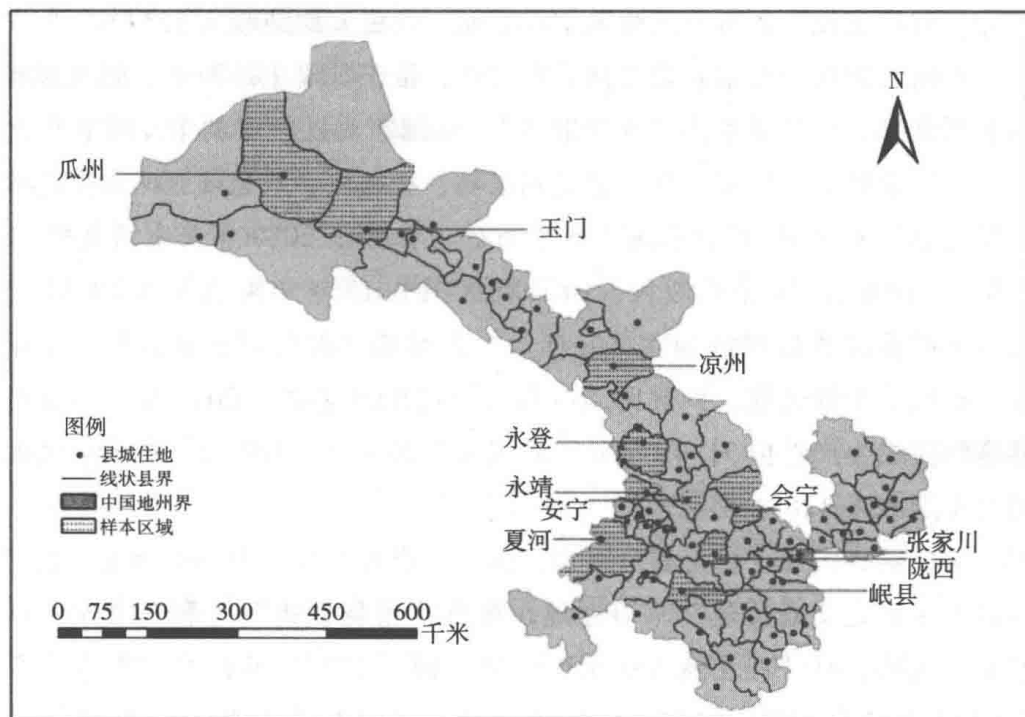 N
瓜州
玉门
凉州
图例
县城住地
线状县界
中国地州界
样本区域
永登
永靖
安宁
会宁
夏河
张家川
陇西
岷县
0 75 150 300 450 600
千米